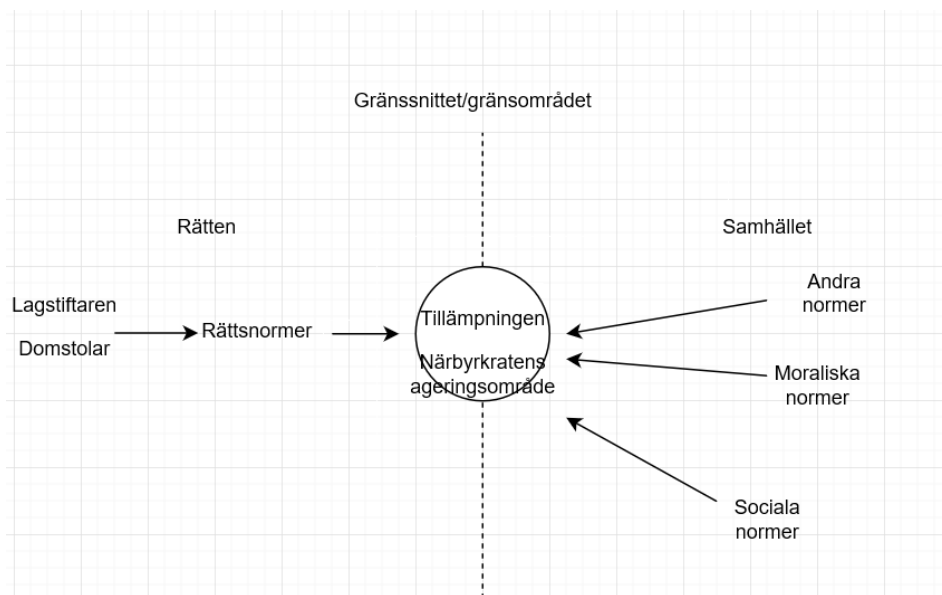 Gränssnittet/gränsområdet
Rätten
Samhället
Lagstiftaren
Domstolar
Rättsnormer
Tillämpningen
Närbyrkratens
ageringsområde
Andra
normer
Moraliska
normer
Sociala
normer